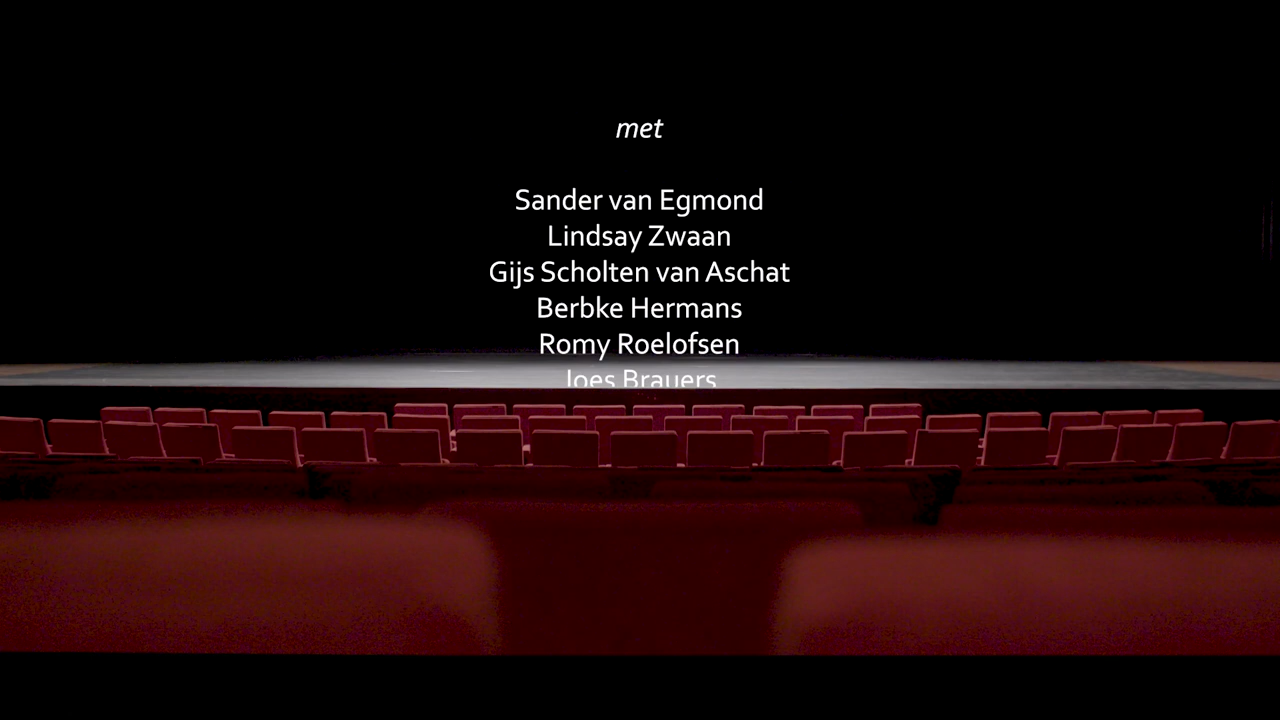 met
Sander van Egmond
Lindsay Zwaan
Gijs Scholten van Aschat
Berbke Hermans
Romy Roelofsen
Joes Brauers